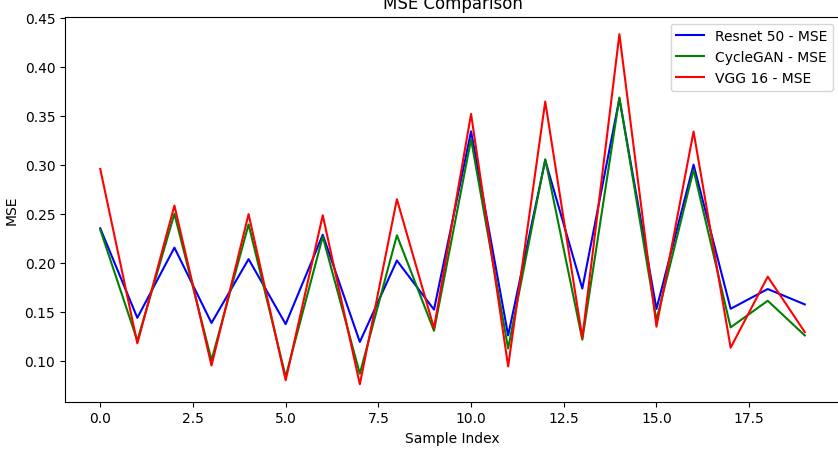 MSE Comparison
0.45
0.40
0.35
0.30
0.25
0.20
0.15
0.10
MSE
Resnet 50 - MSE
CycleGAN - MSE
VGG 16 - MSE
0.0 2.5 5.0 7.5 10.0 12.5 15.0 17.5
Sample Index